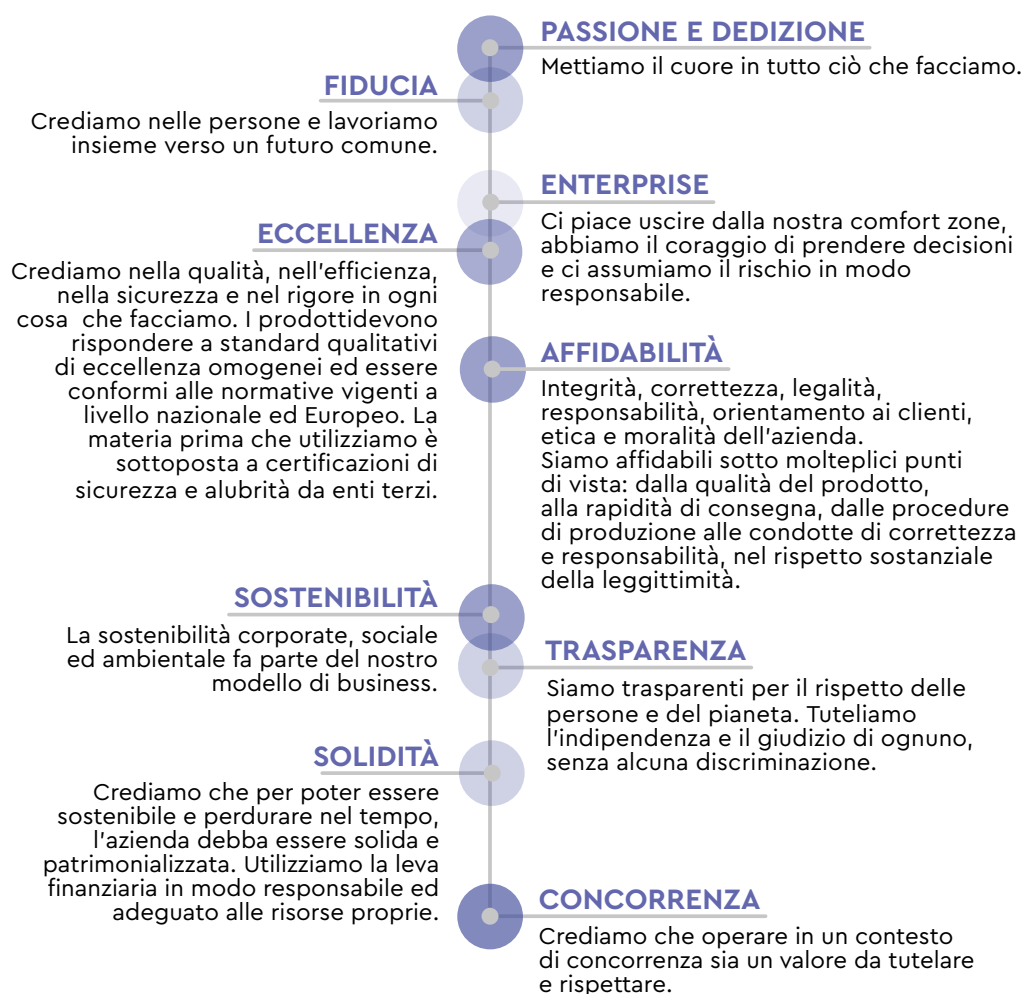 PASSIONE E DEDIZIONE
Mettiamo il cuore in tutto ciò che facciamo.
FIDUCIA
Crediamo nelle persone e lavoriamo
insieme verso un futuro comune.
ENTERPRISE
Ci piace uscire dalla nostra comfort zone,
abbiamo il coraggio di prendere decisioni
e ci assumiamo il rischio in modo
responsabile.
ECCELLENZA
Crediamo nella qualità, nell'efficienza,
nella sicurezza e nel rigore in ogni
cosa  che facciamo. I prodottidevono
rispondere a standard qualitativi
di eccellenza omogenei ed essere
conformi alle normative vigenti a
livello nazionale ed Europeo. La
materia prima che utilizziamo è
sottoposta a certificazioni di
sicurezza e alubrità da enti terzi.
AFFIDABILITÀ
Integrità, correttezza, legalità,
responsabilità, orientamento ai clienti,
etica e moralità dell'azienda.
Siamo affidabili sotto molteplici punti
di vista: dalla qualità del prodotto,
alla rapidità di consegna, dalle procedure
di produzione alle condotte di correttezza
e responsabilità, nel rispetto sostanziale
della leggittimità.
SOSTENIBILITÀ
La sostenibilità corporate, sociale
ed ambientale fa parte del nostro
modello di business.
TRASPARENZA
Siamo trasparenti per il rispetto delle
persone e del pianeta. Tuteliamo
l'indipendenza e il giudizio di ognuno,
senza alcuna discriminazione.
SOLIDITÀ
Crediamo che per poter essere
sostenibile e perdurare nel tempo,
l'azienda debba essere solida e
patrimonializzata. Utilizziamo la leva
finanziaria in modo responsabile ed
adeguato alle risorse proprie.
CONCORRENZA
Crediamo che operare in un contesto
di concorrenza sia un valore da tutelare
e rispettare.